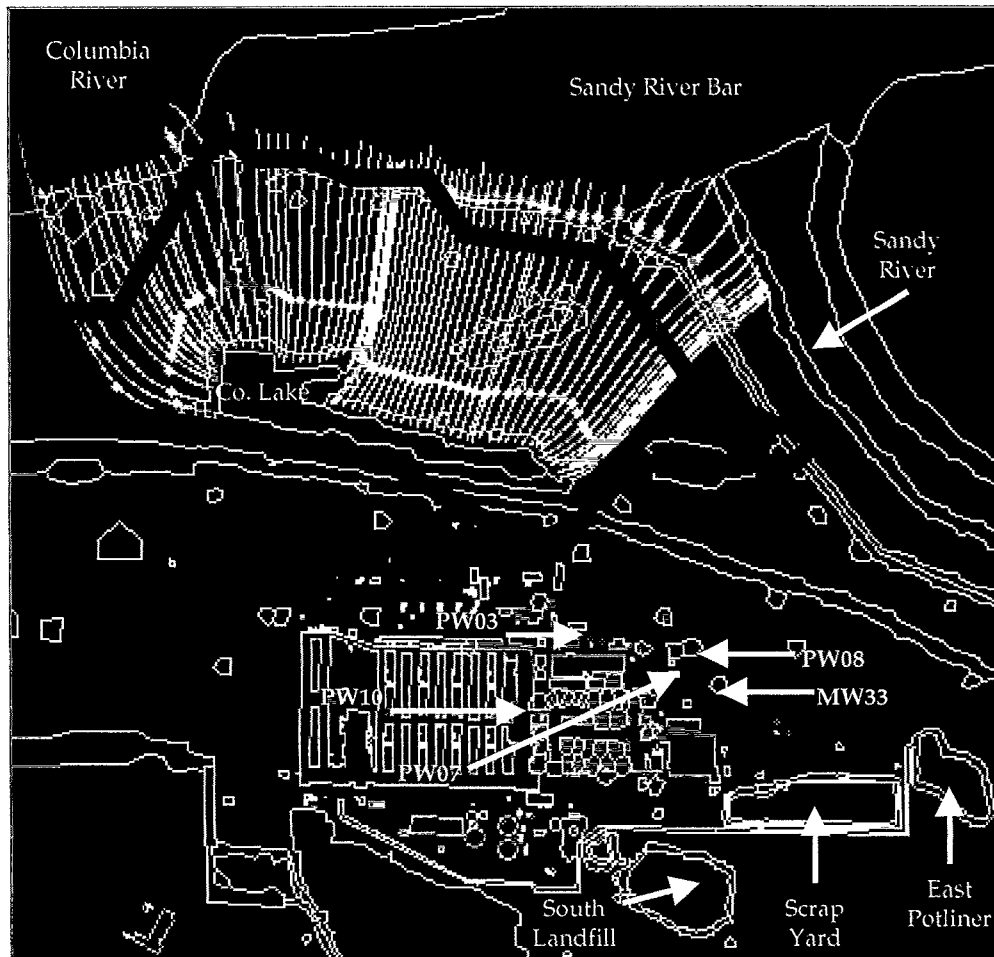 Columbia
River
Sandy River Bar
Sandy
River
Co. Lake
PW03
PW08
PW10
MW33
PW07
South
Landfill
Scrap
Yard
East
Potliner